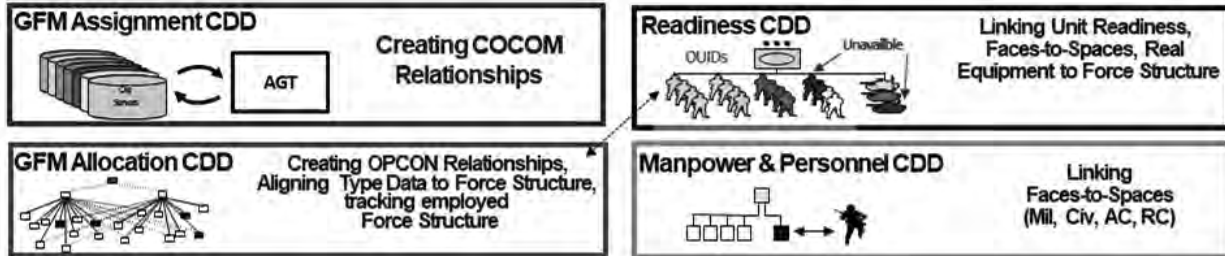 GFM Assignment CDD
Creating COCOM
Relationships
Org
Servers
AGT
Readiness CDD
OUIDs
Unavailble
Linking Unit Readiness,
Faces-to-Spaces, Real
Equipment to Force Structure
GFM Allocation CDD
Creating OPCON Relationships,
Aligning Type Data to Force Structure,
tracking employed
Force Structure
Manpower & Personnel CDD
Linking
Faces-to-Spaces
(Mil, Civ, AC, RC)